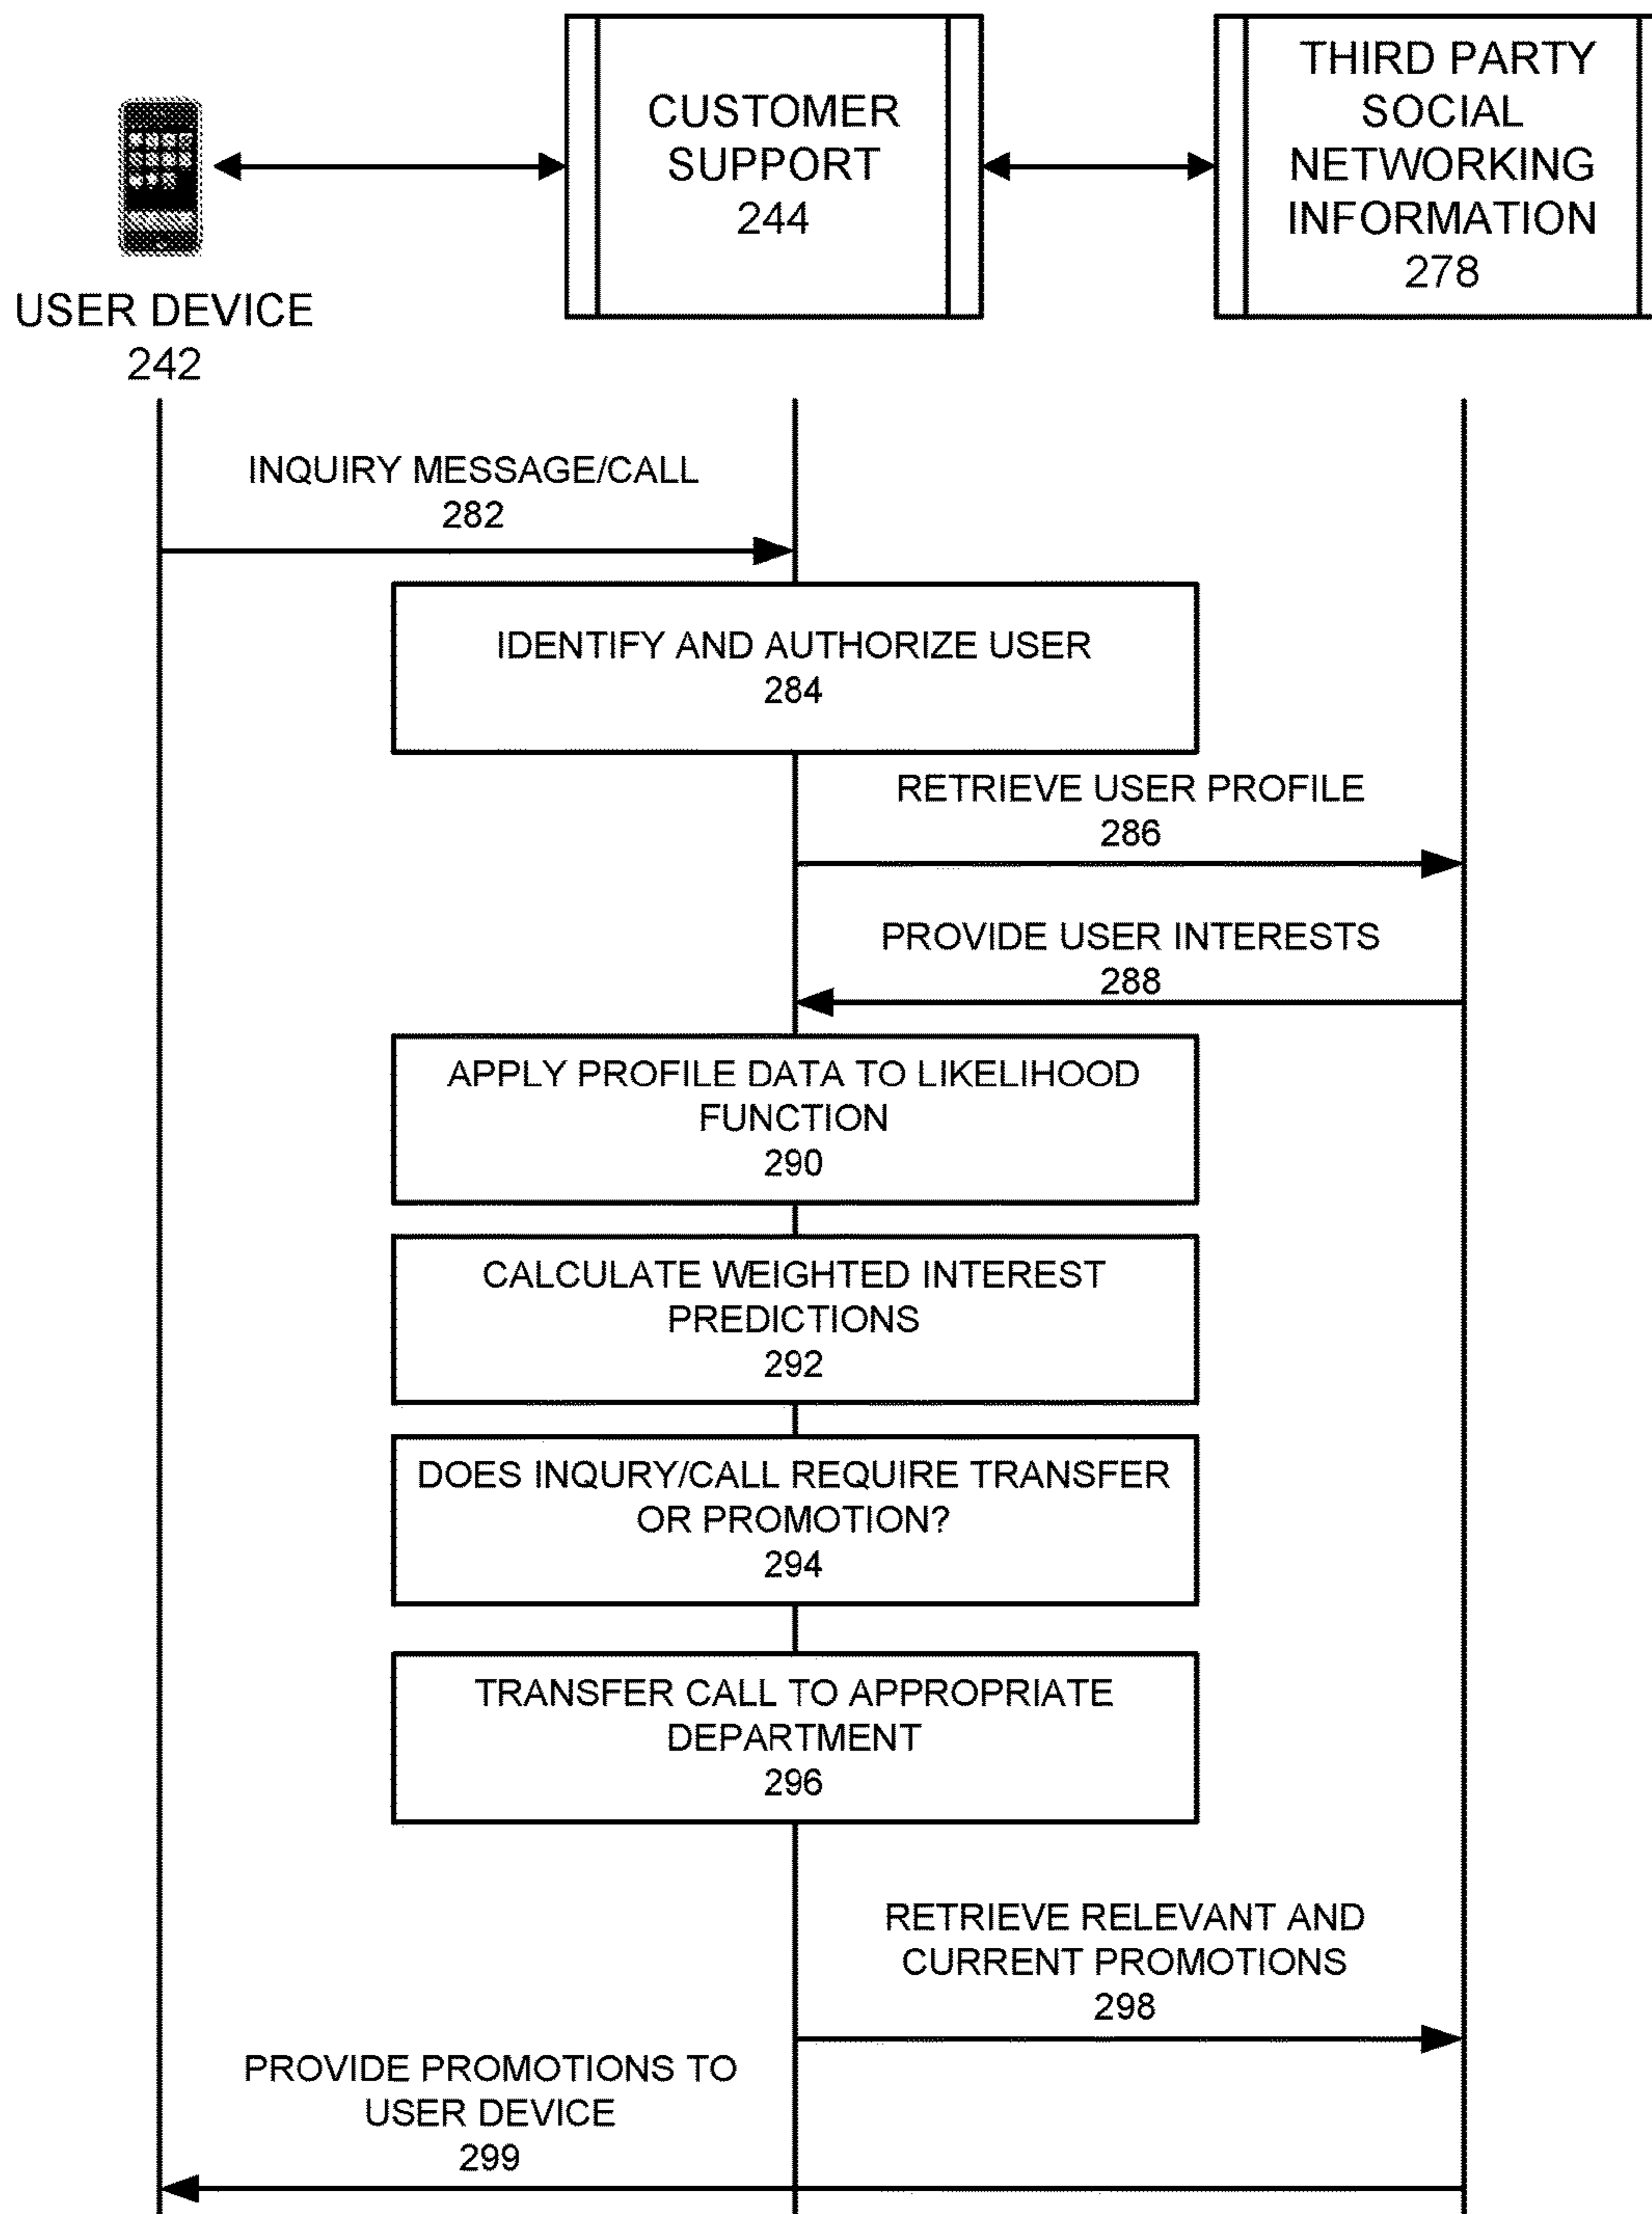 CUSTOMER
SUPPORT
244
THIRD PARTY
SOCIAL
NETWORKING
INFORMATION
278
USER DEVICE
242
INQUIRY MESSAGE/CALL
282
IDENTIFY AND AUTHORIZE USER
284
RETRIEVE USER PROFILE
286
PROVIDE USER INTERESTS
288
APPLY PROFILE DATA TO LIKELIHOOD
FUNCTION
290
CALCULATE WEIGHTED INTEREST
PREDICTIONS
292
DOES INQURY/CALL REQUIRE TRANSFER
OR PROMOTION?
294
TRANSFER CALL TO APPROPRIATE
DEPARTMENT
296
RETRIEVE RELEVANT AND
CURRENT PROMOTIONS
298
PROVIDE PROMOTIONS TO
USER DEVICE
299